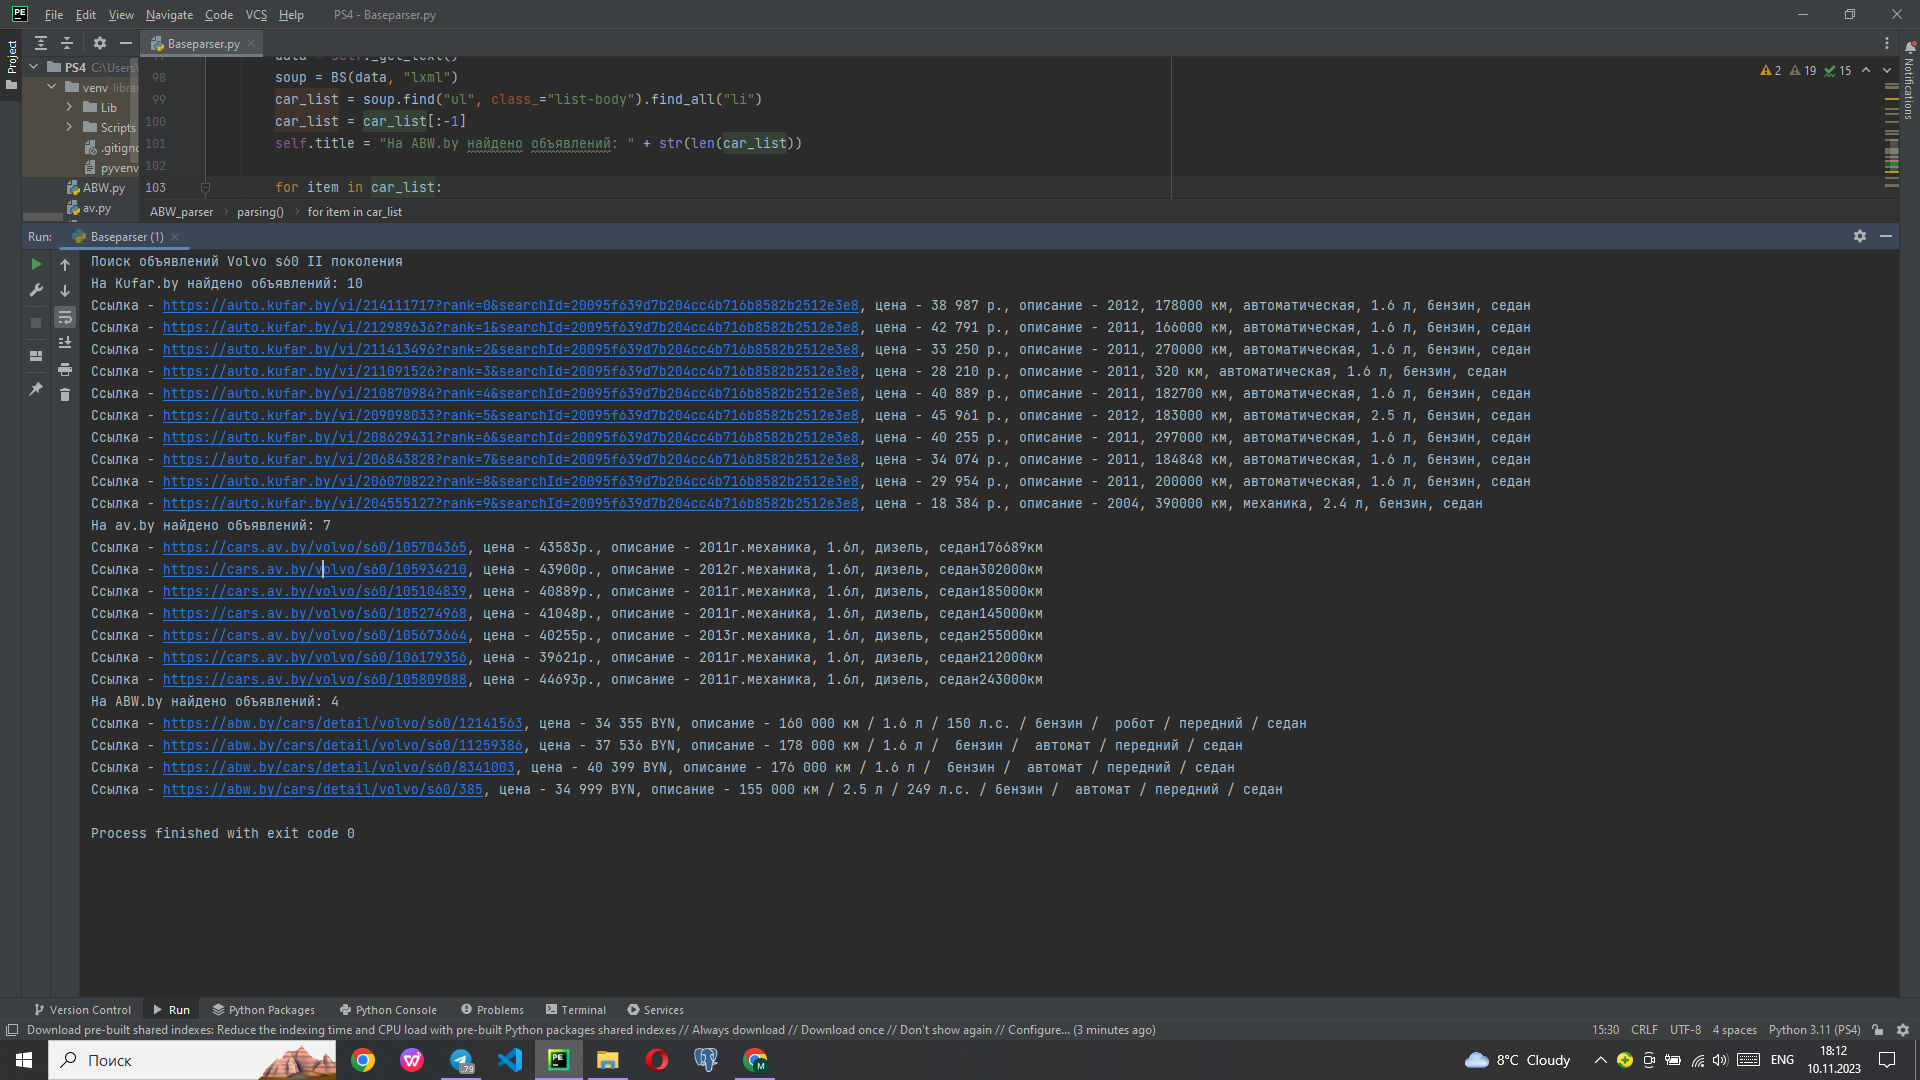 File Edit View Navigate Code VCS Help PS4 - Baseparser.py
Project
Baseparser.py
PS4 C:\Users\
venv libra
Lib
Scripts
.gitigno
pyvenv
ABW.py
av.py
98 soup = BS(data, "lxml")
99 car_list = soup.find("ul", class_="list-body").find_all("li")
100 car_list = car_list[:-1]
101 self.title = "На ABW.by найдено объявлений: " + str(len(car_list))
102
103 for item in car_list:
2 19 15
Notifications
ABW_parser parsing() for item in car_list
Run: Baseparser (1)
Поиск объявлений Volvo s60 II поколения
На Kufar.by найдено объявлений: 10
Ссылка - https://auto.kufar.by/vi/214111717?rank=0&searchId=20095f639d7b204cc4b716b8582b2512e3e8, цена - 38 987 р., описание - 2012, 178000 км, автоматическая, 1.6 л, бензин, седан
Ссылка - https://auto.kufar.by/vi/212989636?rank=1&searchId=20095f639d7b204cc4b716b8582b2512e3e8, цена - 42 791 р., описание - 2011, 166000 км, автоматическая, 1.6 л, бензин, седан
Ссылка - https://auto.kufar.by/vi/211413496?rank=2&searchId=20095f639d7b204cc4b716b8582b2512e3e8, цена - 33 250 р., описание - 2011, 270000 км, автоматическая, 1.6 л, бензин, седан
Ссылка - https://auto.kufar.by/vi/211091526?rank=3&searchId=20095f639d7b204cc4b716b8582b2512e3e8, цена - 28 210 р., описание - 2011, 320 км, автоматическая, 1.6 л, бензин, седан
Ссылка - https://auto.kufar.by/vi/210870984?rank=4&searchId=20095f639d7b204cc4b716b8582b2512e3e8, цена - 40 889 р., описание - 2011, 182700 км, автоматическая, 1.6 л, бензин, седан
Ссылка - https://auto.kufar.by/vi/209098033?rank=5&searchId=20095f639d7b204cc4b716b8582b2512e3e8, цена - 45 961 р., описание - 2012, 183000 км, автоматическая, 2.5 л, бензин, седан
Ссылка - https://auto.kufar.by/vi/208629431?rank=6&searchId=20095f639d7b204cc4b716b8582b2512e3e8, цена - 40 255 р., описание - 2011, 297000 км, автоматическая, 1.6 л, бензин, седан
Ссылка - https://auto.kufar.by/vi/206843828?rank=7&searchId=20095f639d7b204cc4b716b8582b2512e3e8, цена - 34 074 р., описание - 2011, 184848 км, автоматическая, 1.6 л, бензин, седан
Ссылка - https://auto.kufar.by/vi/206070822?rank=8&searchId=20095f639d7b204cc4b716b8582b2512e3e8, цена - 29 954 р., описание - 2011, 200000 км, автоматическая, 1.6 л, бензин, седан
Ссылка - https://auto.kufar.by/vi/204555127?rank=9&searchId=20095f639d7b204cc4b716b8582b2512e3e8, цена - 18 384 р., описание - 2004, 390000 км, механика, 2.4 л, бензин, седан
На av.by найдено объявлений: 7
Ссылка - https://cars.av.by/volvo/s60/105704365, цена - 43583р., описание - 2011г.механика, 1.6л, дизель, седан176689км
Ссылка - https://cars.av.by/volvo/s60/105934210, цена - 43900р., описание - 2012г.механика, 1.6л, дизель, седан302000км
Ссылка - https://cars.av.by/volvo/s60/105104839, цена - 40889р., описание - 2011г.механика, 1.6л, дизель, седан185000км
Ссылка - https://cars.av.by/volvo/s60/105274968, цена - 41048р., описание - 2011г.механика, 1.6л, дизель, седан145000км
Ссылка - https://cars.av.by/volvo/s60/105673664, цена - 40255р., описание - 2013г.механика, 1.6л, дизель, седан255000км
Ссылка - https://cars.av.by/volvo/s60/106179356, цена - 39621р., описание - 2011г.механика, 1.6л, дизель, седан212000км
Ссылка - https://cars.av.by/volvo/s60/105809088, цена - 44693р., описание - 2011г.механика, 1.6л, дизель, седан243000км
На ABW.by найдено объявлений: 4
Ссылка - https://abw.by/cars/detail/volvo/s60/12141563, цена - 34 355 BYN, описание - 160 000 км / 1.6 л / 150 л.с. / бензин /  робот / передний / седан
Ссылка - https://abw.by/cars/detail/volvo/s60/11259386, цена - 37 536 BYN, описание - 178 000 км / 1.6 л /  бензин /  автомат / передний / седан
Ссылка - https://abw.by/cars/detail/volvo/s60/8341003, цена - 40 399 BYN, описание - 176 000 км / 1.6 л /  бензин /  автомат / передний / седан
Ссылка - https://abw.by/cars/detail/volvo/s60/385, цена - 34 999 BYN, описание - 155 000 км / 2.5 л / 249 л.с. / бензин /  автомат / передний / седан
Process finished with exit code 0
Version Control Run Python Packages Python Console Problems Terminal Services
Download pre-built shared indexes: Reduce the indexing time and CPU load with pre-built Python packages shared indexes // Always download // Download once // Don't show again // Configure... (3 minutes ago) 15:30 CRLF UTF-8 4 spaces Python 3.11 (PS4)
Поиск 8°C Cloudy ENG 18:12
10.11.2023